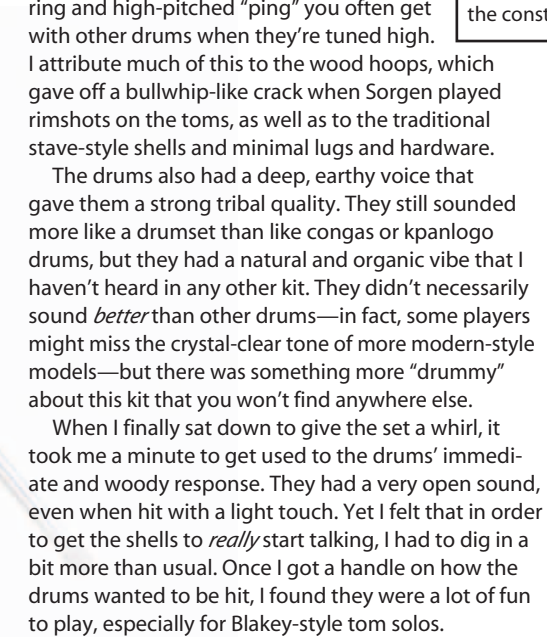 ring and high-pitched “ping” you often get
with other drums when they’re tuned high.
I attribute much of this to the wood hoops, which
gave off a bullwhip-like crack when Sorgen played
rimshots on the toms, as well as to the traditional
stave-style shells and minimal lugs and hardware.
The drums also had a deep, earthy voice that
gave them a strong tribal quality. They still sounded
more like a drumset than like congas or kpanlogo
drums, but they had a natural and organic vibe that I
haven’t heard in any other kit. They didn’t necessarily
sound better than other drums—in fact, some players
might miss the crystal-clear tone of more modern-style
models—but there was something more “drummy”
about this kit that you won’t find anywhere else.
When I finally sat down to give the set a whirl, it
took me a minute to get used to the drums’ immedi-
ate and woody response. They had a very open sound,
even when hit with a light touch. Yet I felt that in order
to get the shells to really start talking, I had to dig in a
bit more than usual. Once I got a handle on how the
drums wanted to be hit, I found they were a lot of fun
to play, especially for Blakey-style tom solos.
the